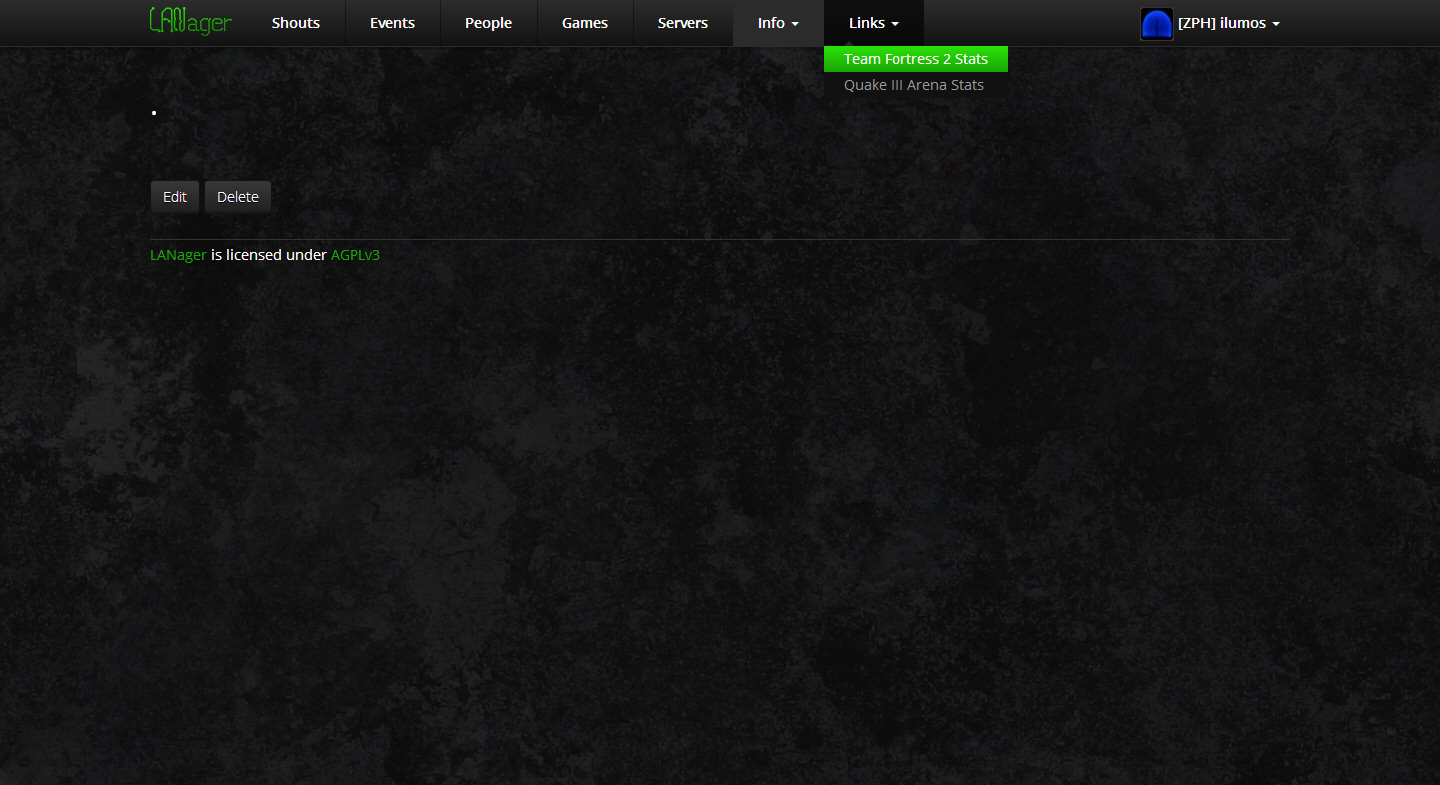 LANager Shouts Events People Games Servers Info Links [ZPH] ilumos
Team Fortress 2 Stats
Quake III Arena Stats
.
Edit Delete
LANager is licensed under AGPLv3